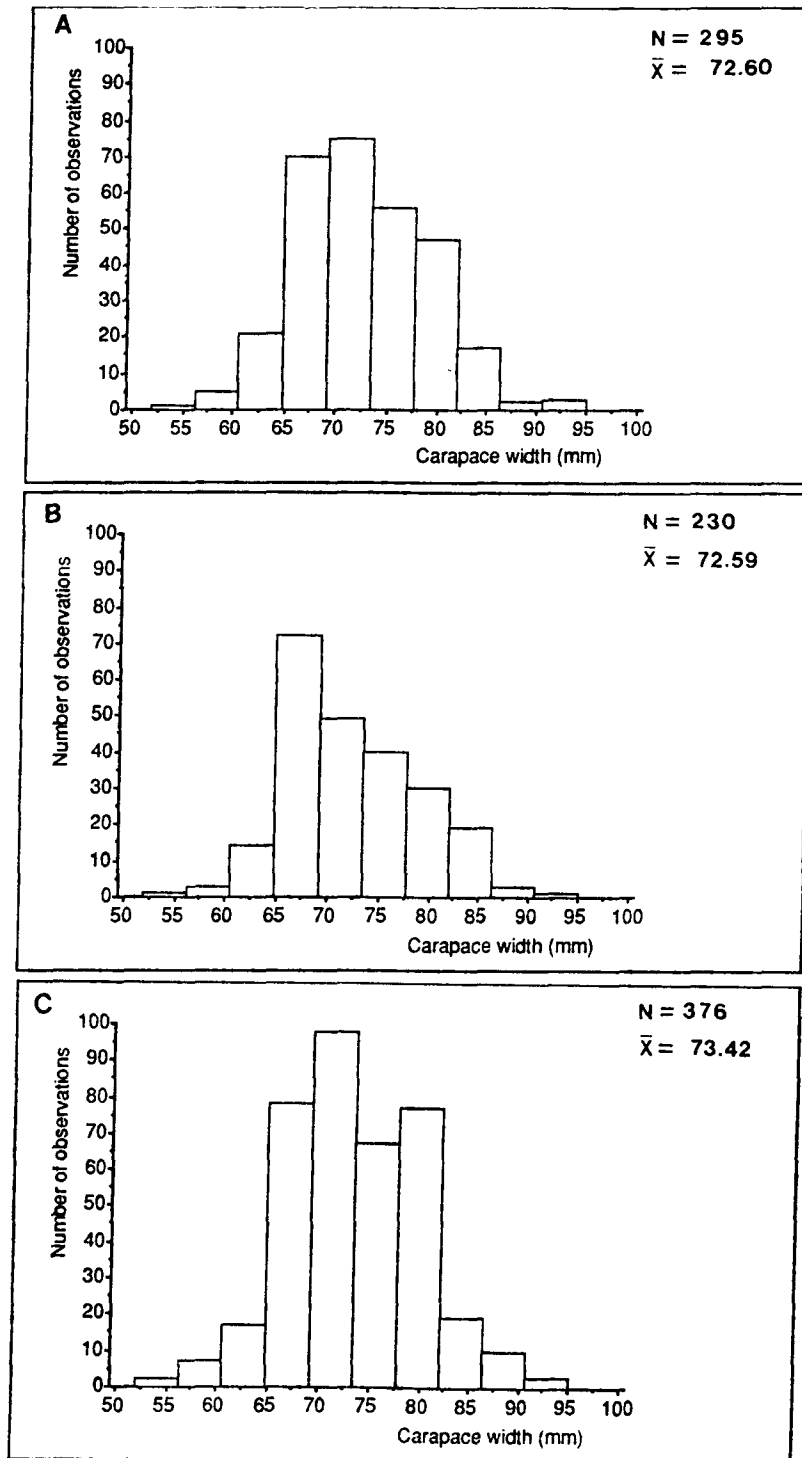 A
N = 295
X̄ = 72.60
Number of observations
100
90
80
70
60
50
40
30
20
10
0
50 55 60 65 70 75 80 85 90 95 100
Carapace width (mm)
B
N = 230
X̄ = 72.59
Number of observations
100
90
80
70
60
50
40
30
20
10
0
50 55 60 65 70 75 80 85 90 95 100
Carapace width (mm)
C
N = 376
X̄ = 73.42
Number of observations
100
90
80
70
60
50
40
30
20
10
0
50 55 60 65 70 75 80 85 90 95 100
Carapace width (mm)